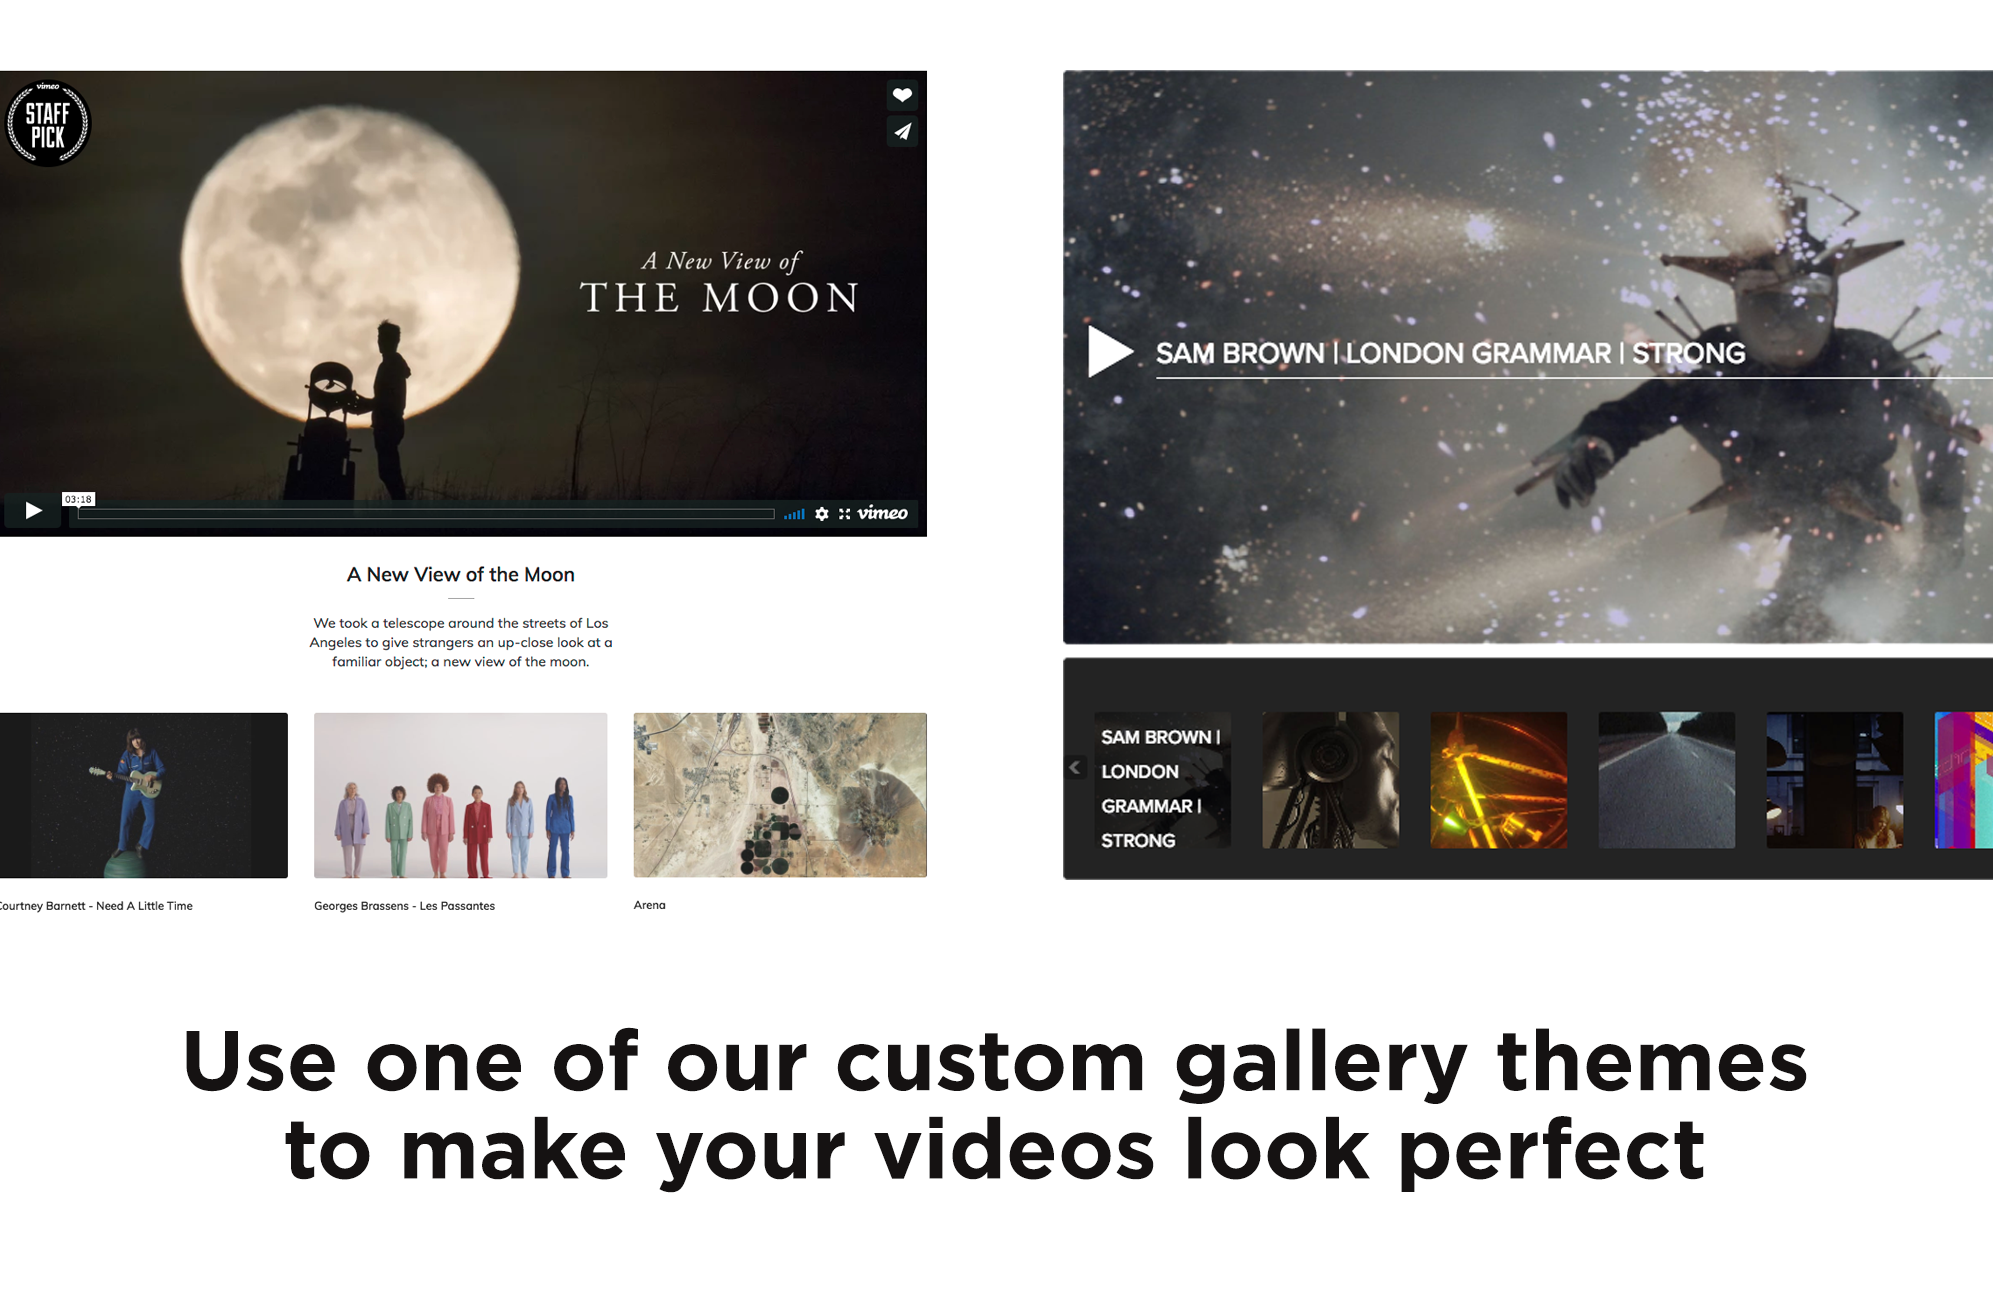 vimeo
STAFF
PICK
A New View of
THE MOON
03:18
vimeo
A New View of the Moon
We took a telescope around the streets of Los
Angeles to give strangers an up-close look at a
familiar object; a new view of the moon.
Courtney Barnett - Need A Little Time
Georges Brassens - Les Passantes
Arena
SAM BROWN | LONDON GRAMMAR | STRONG
SAM BROWN |
LONDON
GRAMMAR |
STRONG
Use one of our custom gallery themes
to make your videos look perfect